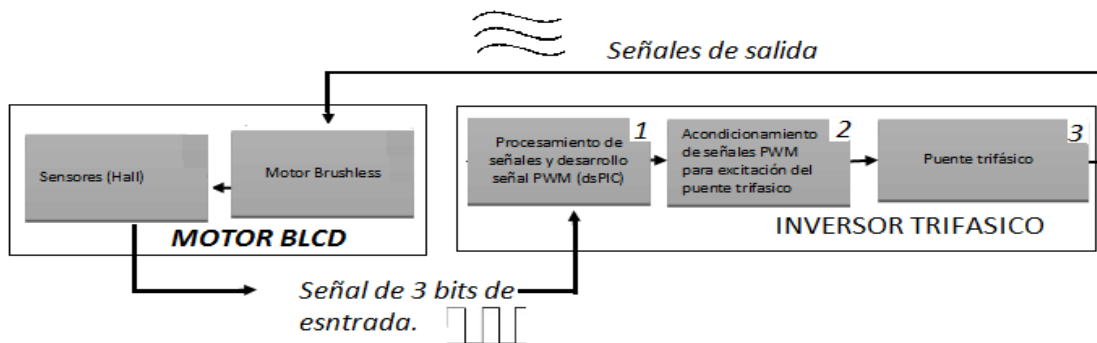 Señales de salida
Sensores (Hall)
Motor Brushless
MOTOR BLCD
Procesamiento de
señales y desarrollo
señal PWM (dsPIC)
1
Acondicionamiento
de señales PWM
para excitación del
puente trifasico
2
Puente trifásico
3
INVERSOR TRIFASICO
Señal de 3 bits de
esntrada.